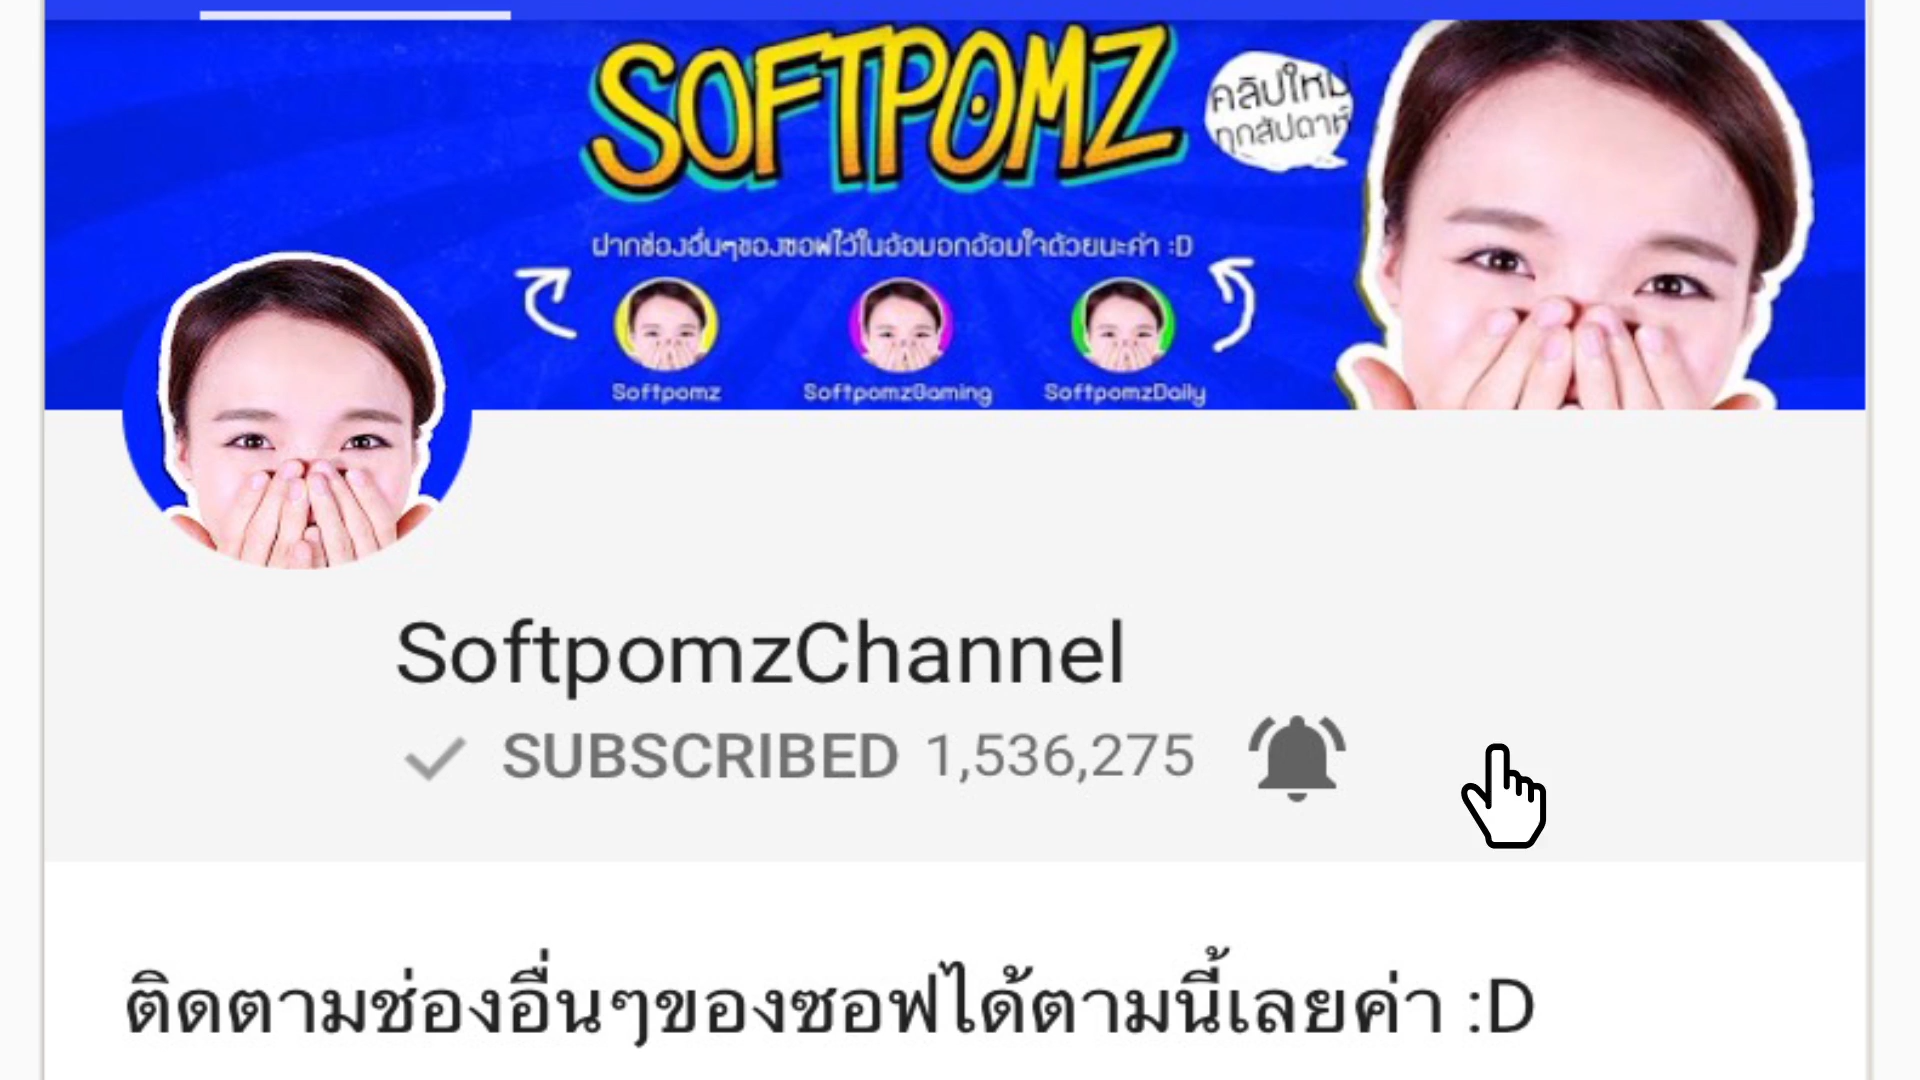 SOFTPOMZ
คลิปใหม่
ทุกสัปดาห์
ฝากช่องอื่นๆของซอฟไว้ในอ้อมอกอ้อมใจด้วยนะค่า :D
Softpomz SoftpomzGaming SoftpomzDaily
SoftpomzChannel
SUBSCRIBED 1,536,275
ติดตามช่องอื่นๆของซอฟได้ตามนี้เลยค่า :D